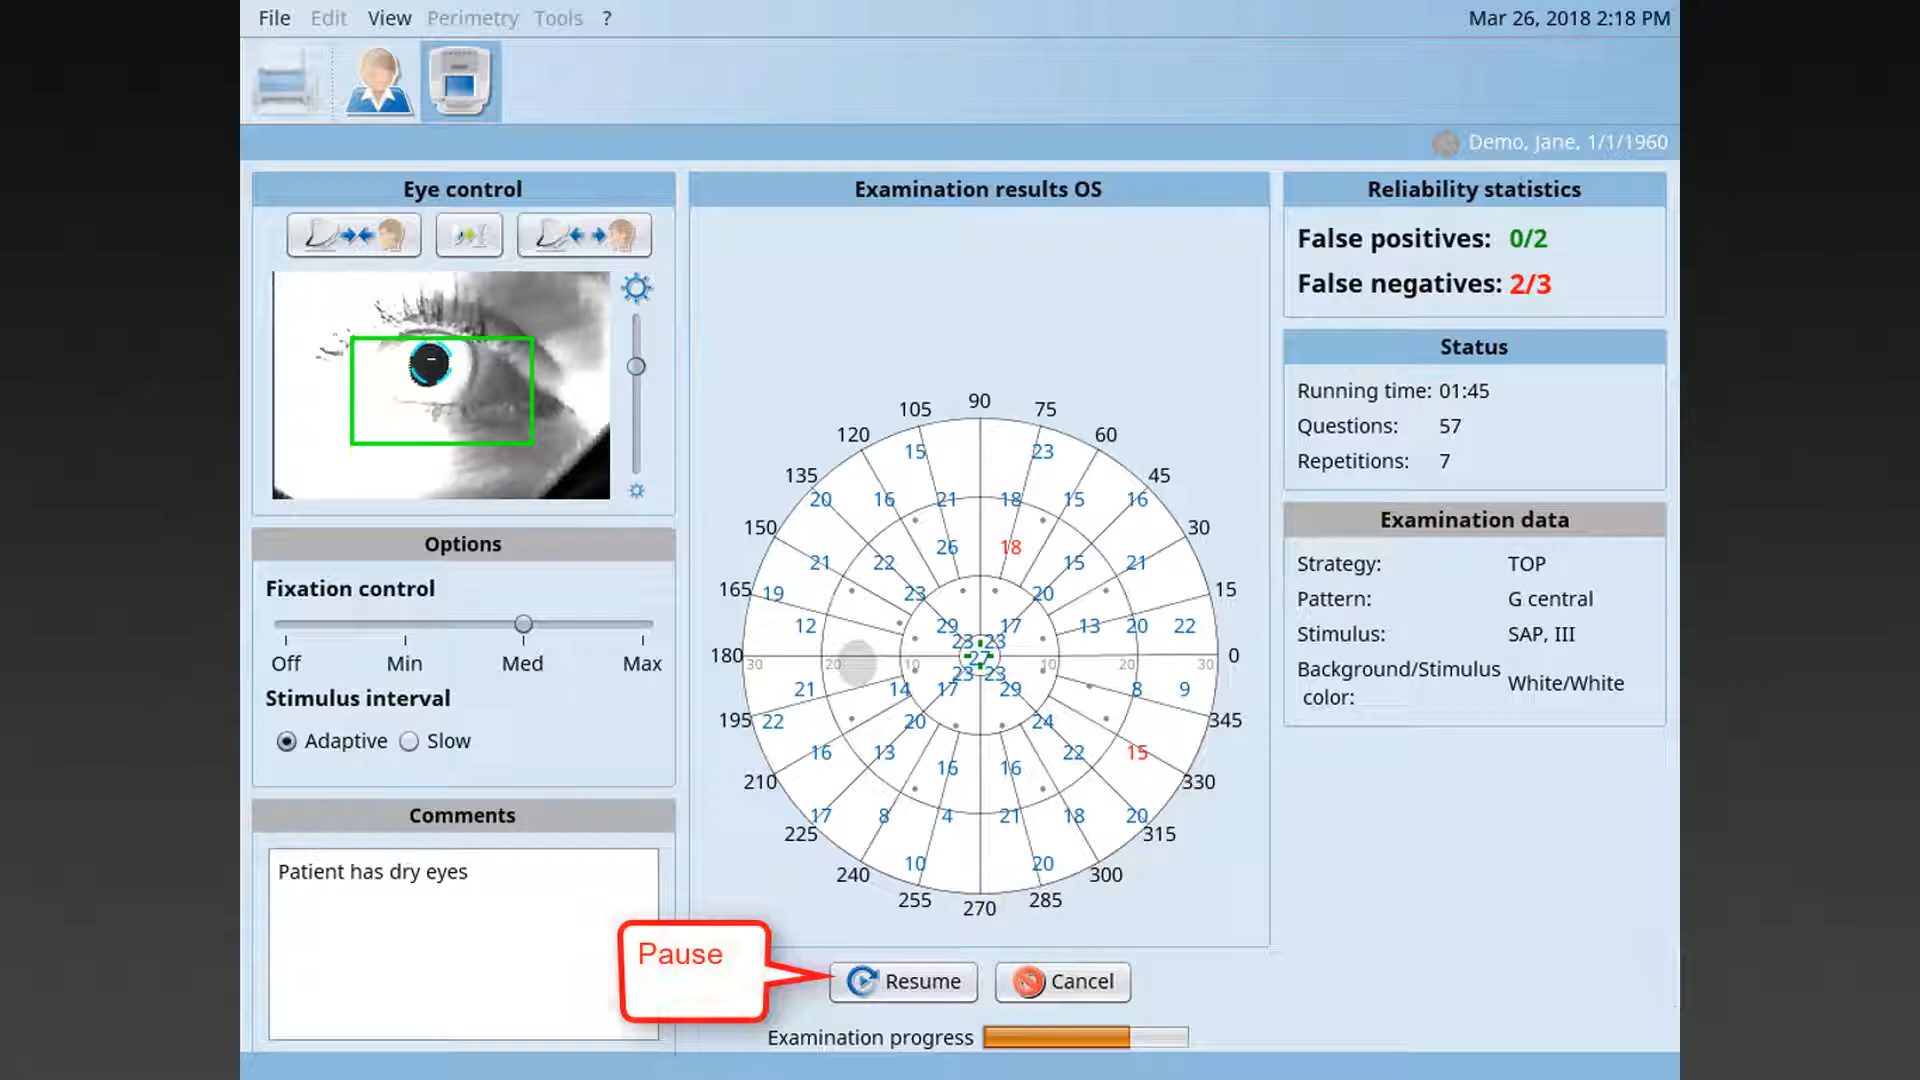 File Edit View Perimetry Tools ?
Mar 26, 2018 2:18 PM
Demo, Jane, 1/1/1960
Eye control
Options
Fixation control
Off Min Med Max
Stimulus interval
Adaptive Slow
Comments
Patient has dry eyes
Examination results OS
90
105 75
120 60
15 23
135 45
20 16 21 18 15 16
150 30
26 18
21 22 15 21
165 19 23 20 15
12 29 17 13 20 22
23 23
180 30 20 10 27 10 20 30 0
23 23
21 14 17 29 8 9
195 22 20 24 345
16 13 22 15
16 16
210 330
17 8 4 21 18 20
225 315
10 20
240 300
255 285
270
Pause
Resume Cancel
Examination progress
Reliability statistics
False positives: 0/2
False negatives: 2/3
Status
Running time: 01:45
Questions: 57
Repetitions: 7
Examination data
Strategy: TOP
Pattern: G central
Stimulus: SAP, III
Background/Stimulus
color: White/White